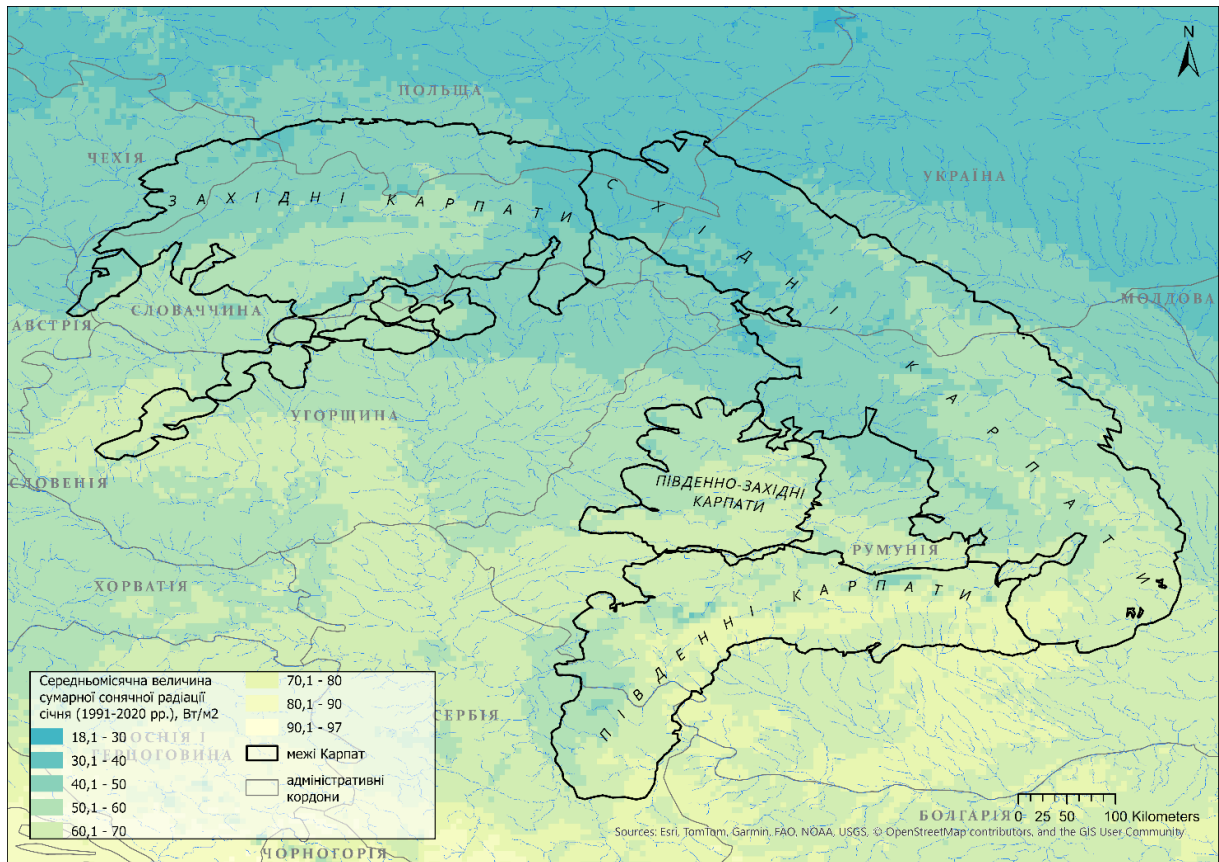 N
ПОЛЬЩА
ЧЕХІЯ
УКРАЇНА
ЗАХІДНІ КАРПАТИ
СХІДНІ КАРПАТИ
МОЛДОВА
СЛОВАЧЧИНА
АВСТРІЯ
УГОРЩИНА
СЛОВЕНІЯ
ПІВДЕННО-ЗАХІДНІ
КАРПАТИ
РУМУНІЯ
ХОРВАТІЯ
ПІВДЕННІ КАРПАТИ
СЕРБІЯ
БОСНІЯ І
ГЕРЦОГОВИНА
ЧОРНОГОРІЯ
БОЛГАРІЯ
Середньомісячна величина
сумарної сонячної радіації
січня (1991-2020 рр.), Вт/м2
18,1 - 30
30,1 - 40
40,1 - 50
50,1 - 60
60,1 - 70
70,1 - 80
80,1 - 90
90,1 - 97
межі Карпат
адміністративні
кордони
0 25 50 100 Kilometers
Sources: Esri, TomTom, Garmin, FAO, NOAA, USGS, © OpenStreetMap contributors, and the GIS User Community